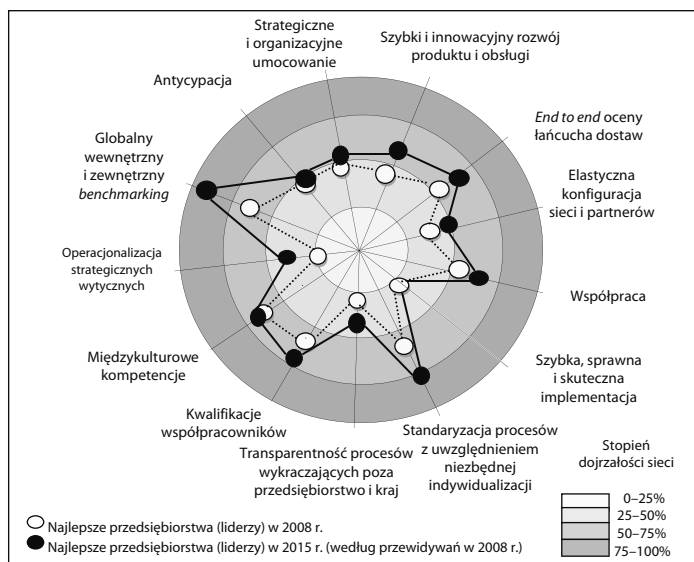 Strategiczne
i organizacyjne
umocowanie
Szybki i innowacyjny rozwój
produktu i obsługi
End to end oceny
łańcucha dostaw
Elastyczna
konfiguracja
sieci i partnerów
Współpraca
Szybka, sprawna
i skuteczna
implementacja
Standaryzacja procesów
z uwzględnieniem
niezbędnej
indywidualizacji
Transparentność procesów
wykraczających poza
przedsiębiorstwo i kraj
Kwalifikacje
współpracowników
Międzykulturowe
kompetencje
Operacjonalizacja
strategicznych
wytycznych
Globalny
wewnętrzny
i zewnętrzny
benchmarking
Antycypacja
Stopień
dojrzałości sieci
0–25%
25–50%
50–75%
75–100%
Najlepsze przedsiębiorstwa (liderzy) w 2008 r.
Najlepsze przedsiębiorstwa (liderzy) w 2015 r. (według przewidywań w 2008 r.)